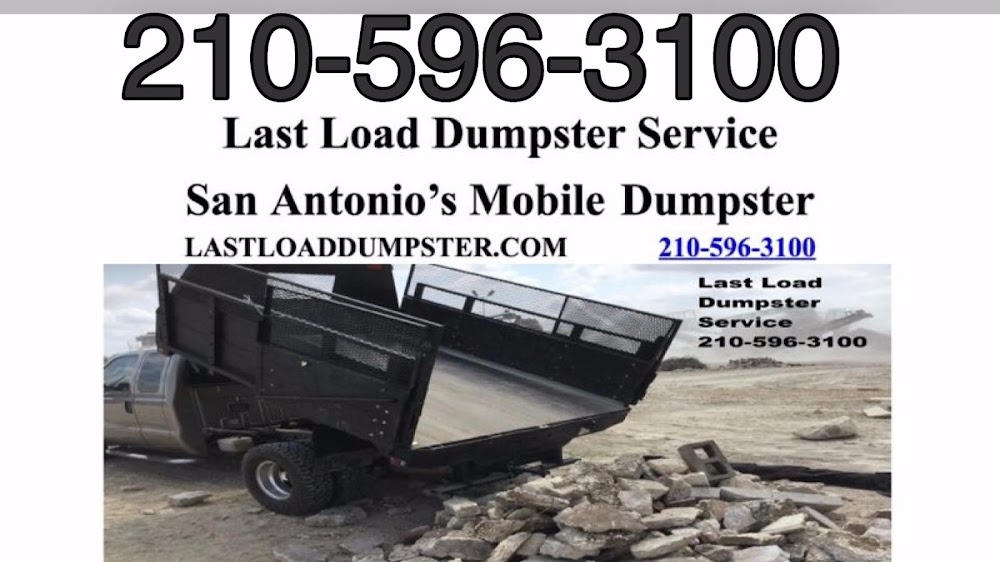 210-596-3100
Last Load Dumpster Service
San Antonio’s Mobile Dumpster
LASTLOADDUMPSTER.COM 210-596-3100
Last Load
Dumpster
Service
210-596-3100